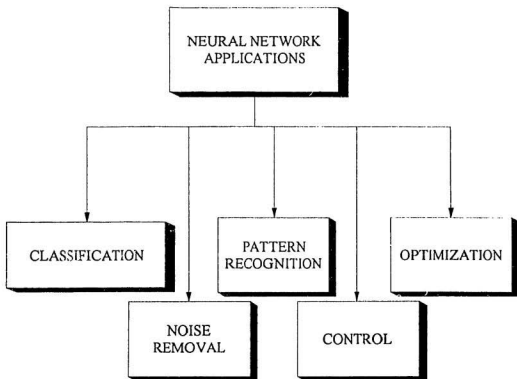 NEURAL NETWORK
APPLICATIONS
CLASSIFICATION
PATTERN
RECOGNITION
OPTIMIZATION
NOISE
REMOVAL
CONTROL